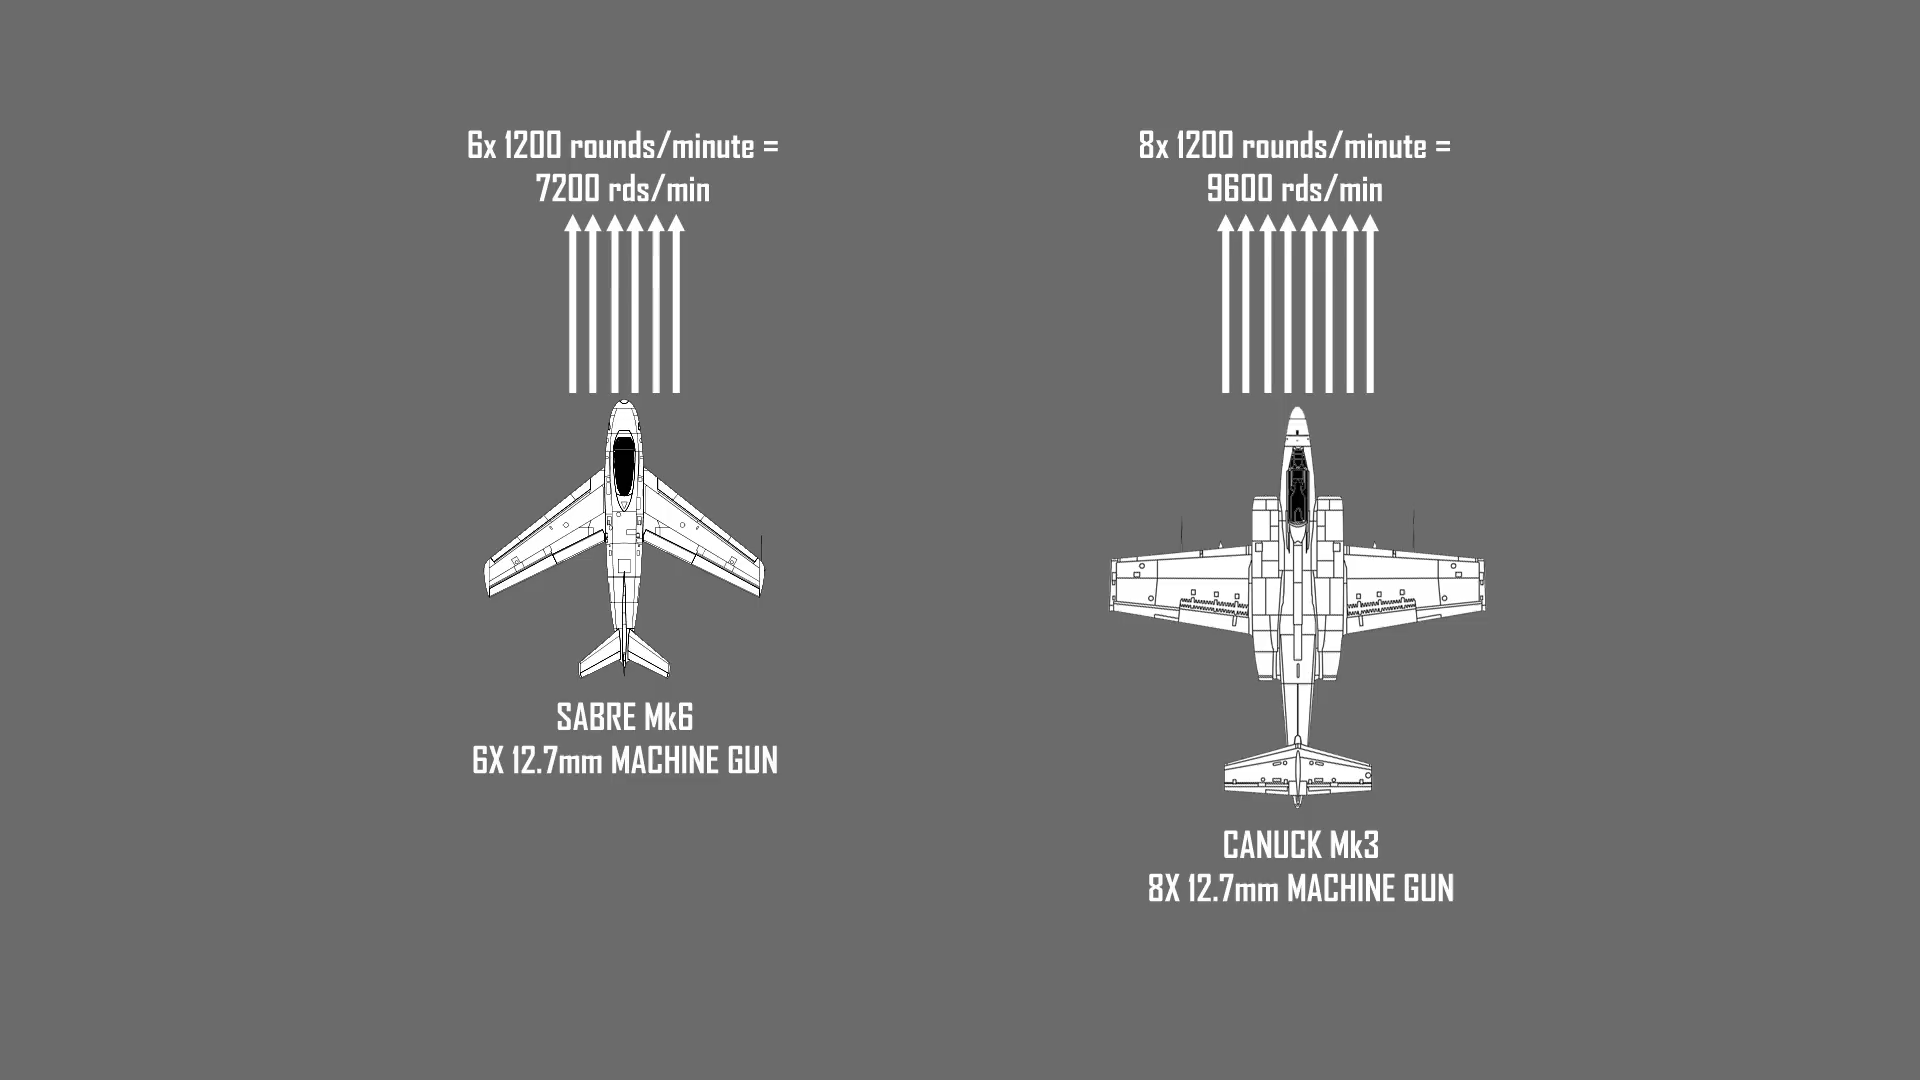 6x 1200 rounds/minute =
7200 rds/min
SABRE Mk6
6X 12.7mm MACHINE GUN
8x 1200 rounds/minute =
9600 rds/min
CANUCK Mk3
8X 12.7mm MACHINE GUN